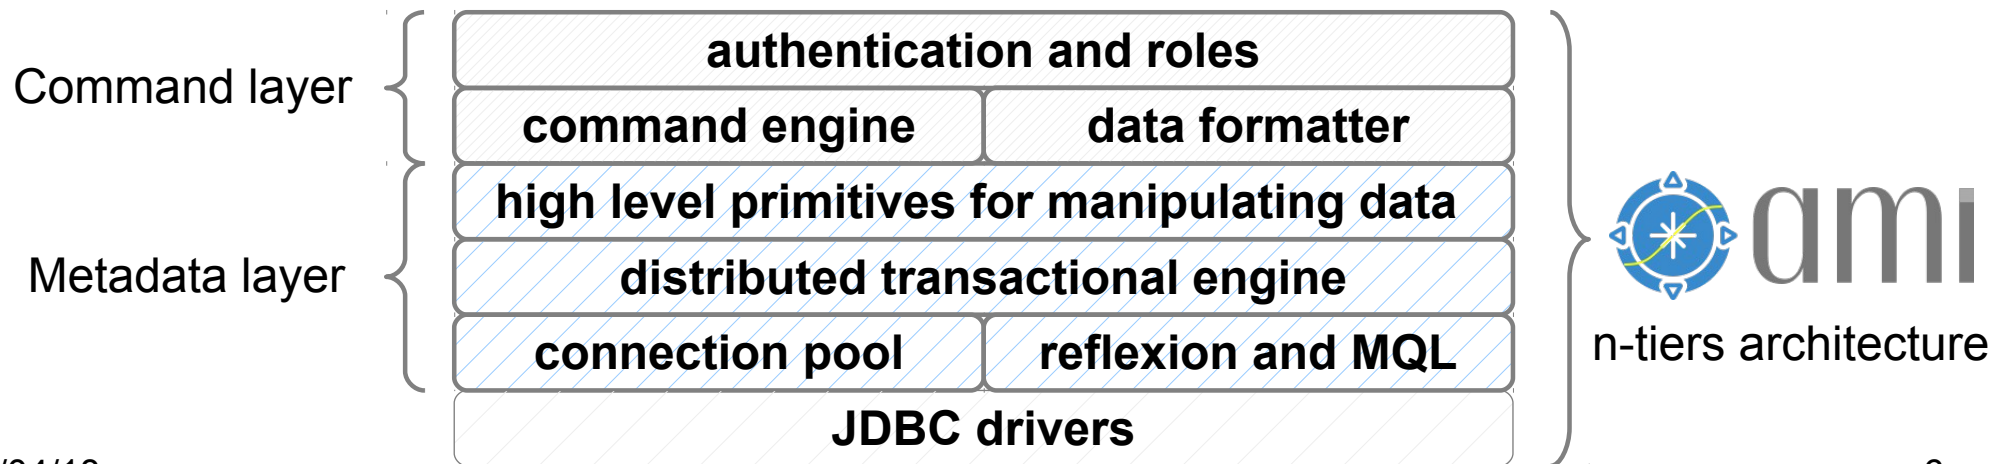 authentication and roles
Command layer
command engine data formatter
high level primitives for manipulating data
ami
distributed transactional engine
Metadata layer
connection pool reflexion and MQL
n-tiers architecture
JDBC drivers